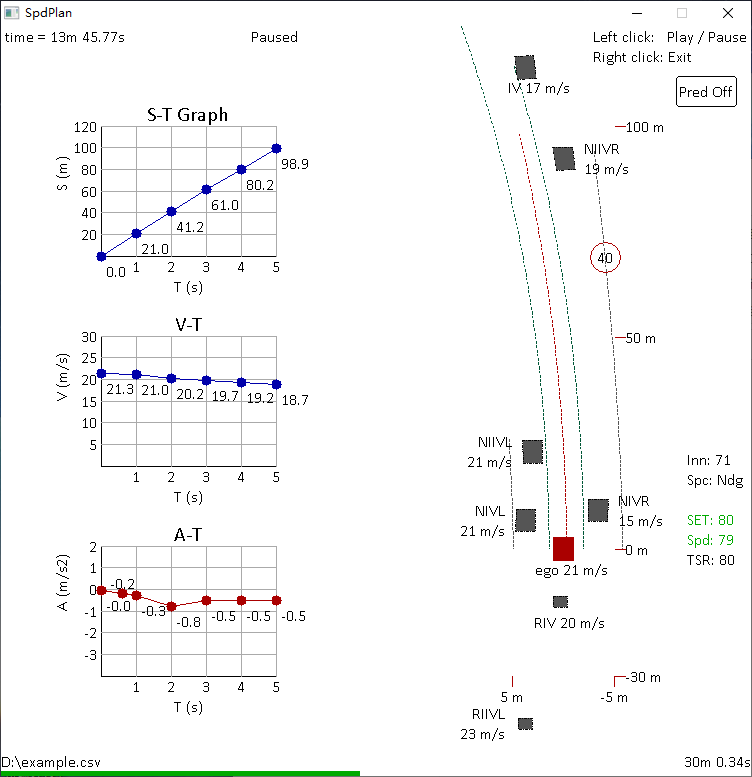 SpdPlan
time = 13m 45.77s
Paused
Left click: Play / Pause
Right click: Exit
Pred Off
IV 17 m/s
100 m
NIIVR
19 m/s
40
50 m
S-T Graph
120
100
80
60
40
20
S (m)
0.0
21.0
41.2
61.0
80.2
98.9
1 2 3 4 5
T (s)
V-T
30
25
20
15
10
5
V (m/s)
21.3 21.0 20.2 19.7 19.2 18.7
1 2 3 4 5
T (s)
A-T
2
1
0
-1
-2
-3
A (m/s2)
-0.0 -0.2 -0.3 -0.8 -0.5 -0.5 -0.5
1 2 3 4 5
T (s)
NIIVL
21 m/s
NIVL
21 m/s
NIVR
15 m/s
0 m
ego 21 m/s
RIV 20 m/s
Inn: 71
Spc: Ndg
SET: 80
Spd: 79
TSR: 80
-30 m
5 m
-5 m
RIIVL
23 m/s
D:\example.csv
30m 0.34s